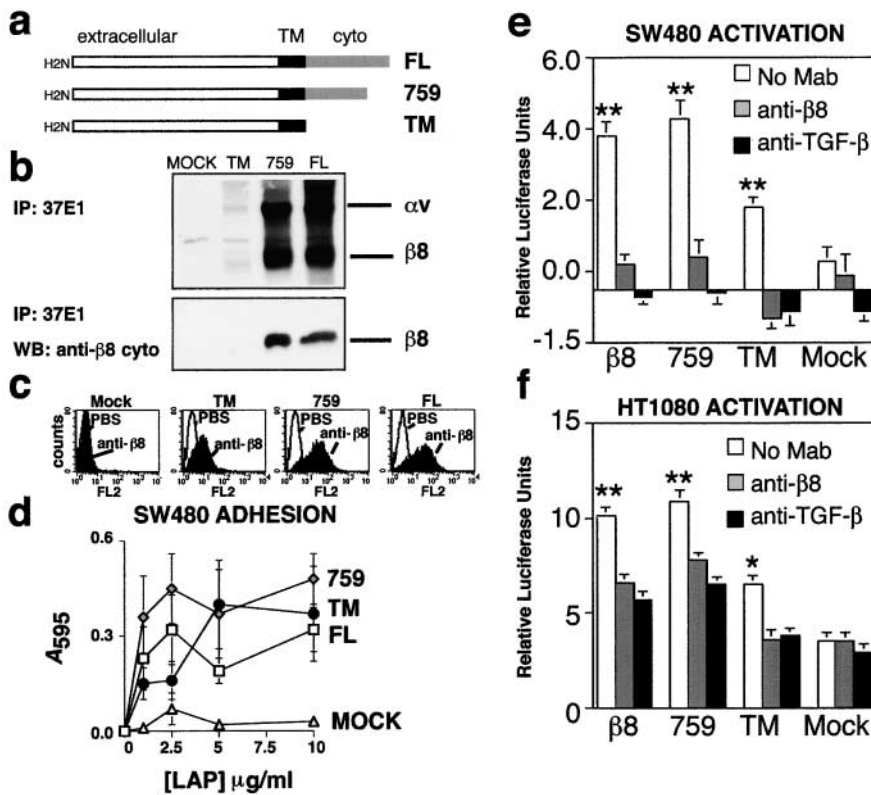 a
extracellular TM cyto
H2N FL
H2N 759
H2N TM
b
MOCK TM 759 FL
IP: 37E1
αv
β8
IP: 37E1
WB: anti-β8 cyto
β8
c
Mock TM 759 FL
counts
PBS
anti-β8
PBS
anti-β8
PBS
anti-β8
PBS
anti-β8
FL2 FL2 FL2 FL2
d
SW480 ADHESION
0.6
0.3
0.0
A595
759
TM
FL
MOCK
0 2.5 5 7.5 10
[LAP] μg/ml
e
SW480 ACTIVATION
Relative Luciferase Units
6.0
4.0
2.0
0.0
-1.5
No Mab
anti-β8
anti-TGF-β
** ** **
β8 759 TM Mock
f
HT1080 ACTIVATION
Relative Luciferase Units
15
10
5
0
No Mab
anti-β8
anti-TGF-β
** ** *
β8 759 TM Mock